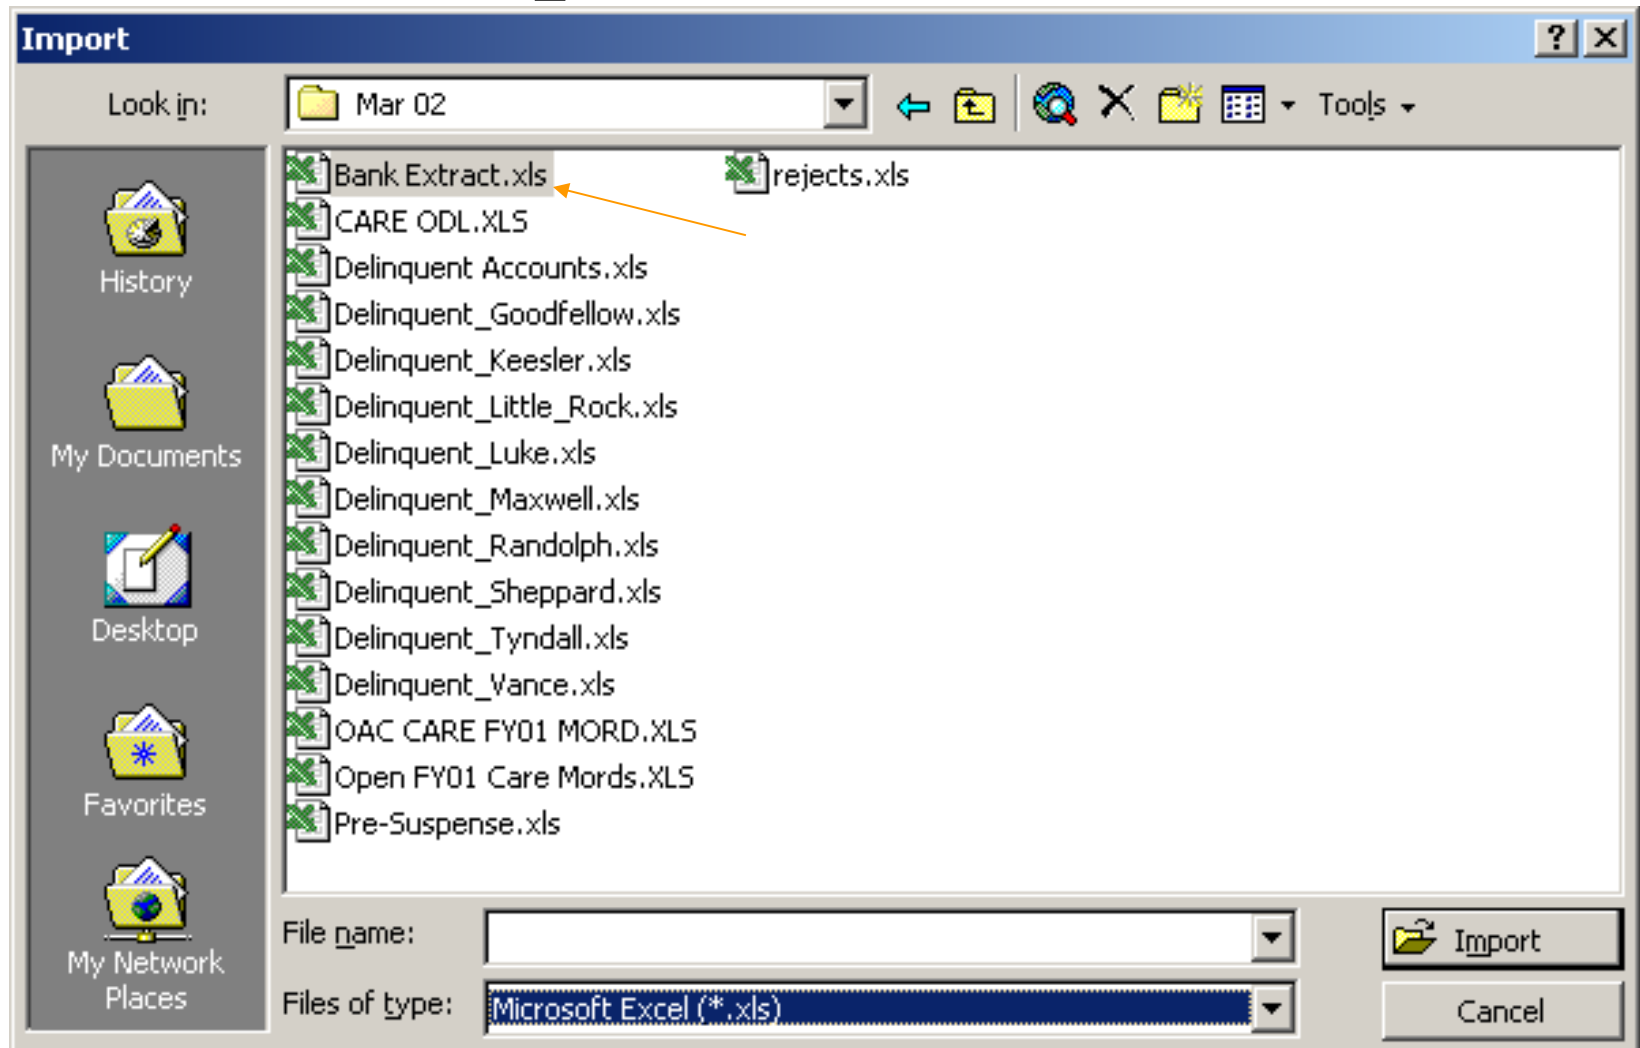 Import
Look in:
Mar 02
Tools
History
My Documents
Desktop
Favorites
My Network
Places
Bank Extract.xls
CARE ODL.XLS
Delinquent Accounts.xls
Delinquent_Goodfellow.xls
Delinquent_Keesler.xls
Delinquent_Little_Rock.xls
Delinquent_Luke.xls
Delinquent_Maxwell.xls
Delinquent_Randolph.xls
Delinquent_Sheppard.xls
Delinquent_Tyndall.xls
Delinquent_Vance.xls
OAC CARE FY01 MORD.XLS
Open FY01 Care Mords.XLS
Pre-Suspense.xls
rejects.xls
File name:
Import
Files of type:
Microsoft Excel (*.xls)
Cancel